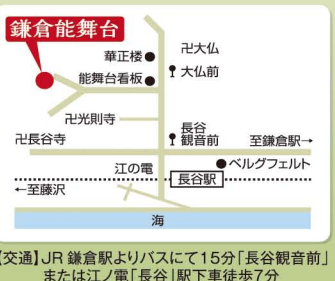 鎌倉能舞台
華正楼
卍大仏
能舞台看板
大仏前
卍光則寺
卍長谷寺
長谷
観音前
至鎌倉駅→
江の電
ベルグフェルト
長谷駅
←至藤沢
海
【交通】JR 鎌倉駅よりバスにて15分「長谷観音前」
または江ノ電「長谷」駅下車徒歩7分